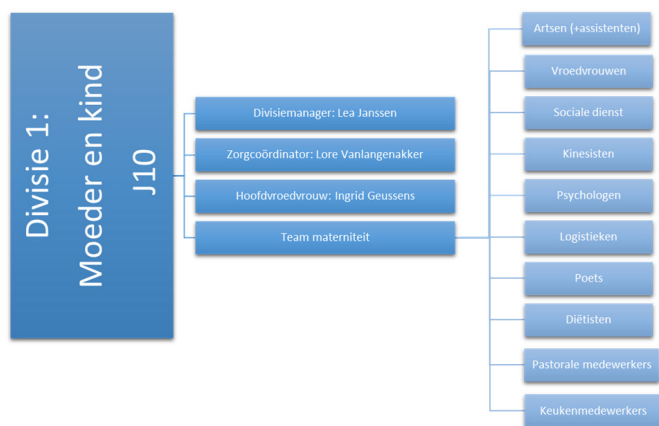 Divisie 1:
Moeder en kind
J10
Divisiemanager: Lea Janssen
Zorgcoördinator: Lore Vanlangenakker
Hoofdvroedvrouw: Ingrid Geussens
Team materniteit
Artsen (+assistenten)
Vroedvrouwen
Sociale dienst
Kinesisten
Psychologen
Logistieken
Poets
Diëtisten
Pastorale medewerkers
Keukenmedewerkers